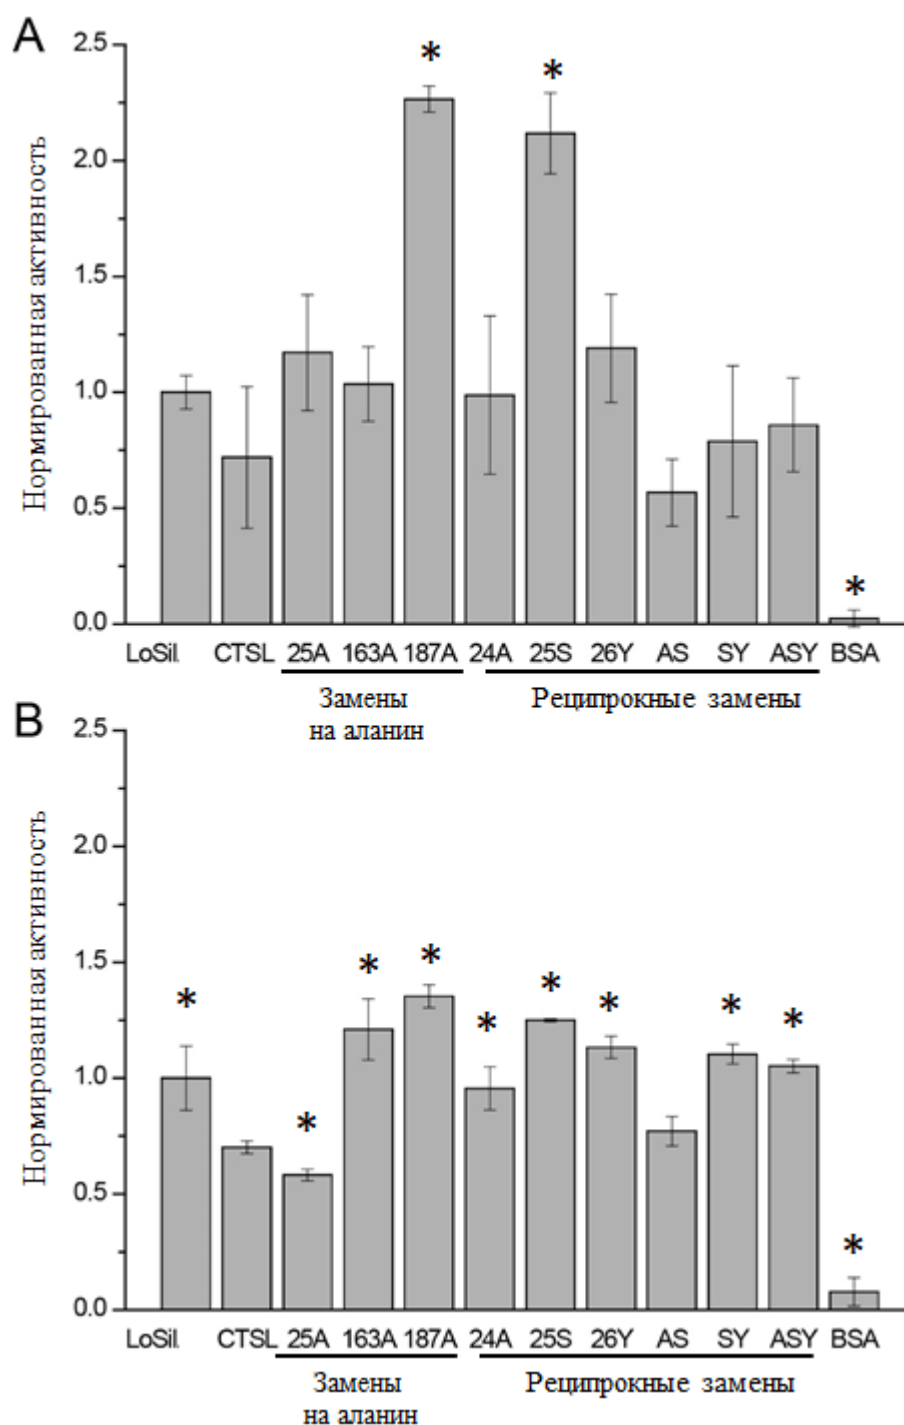 A
Нормированная активность
2.5
2.0
1.5
1.0
0.5
0.0
* * *
LoSil CTSL 25A 163A 187A 24A 25S 26Y AS SY ASY BSA
Замены
на аланин
Реципрокные замены
B
Нормированная активность
2.5
2.0
1.5
1.0
0.5
0.0
* * * * * * * * * *
LoSil CTSL 25A 163A 187A 24A 25S 26Y AS SY ASY BSA
Замены
на аланин
Реципрокные замены